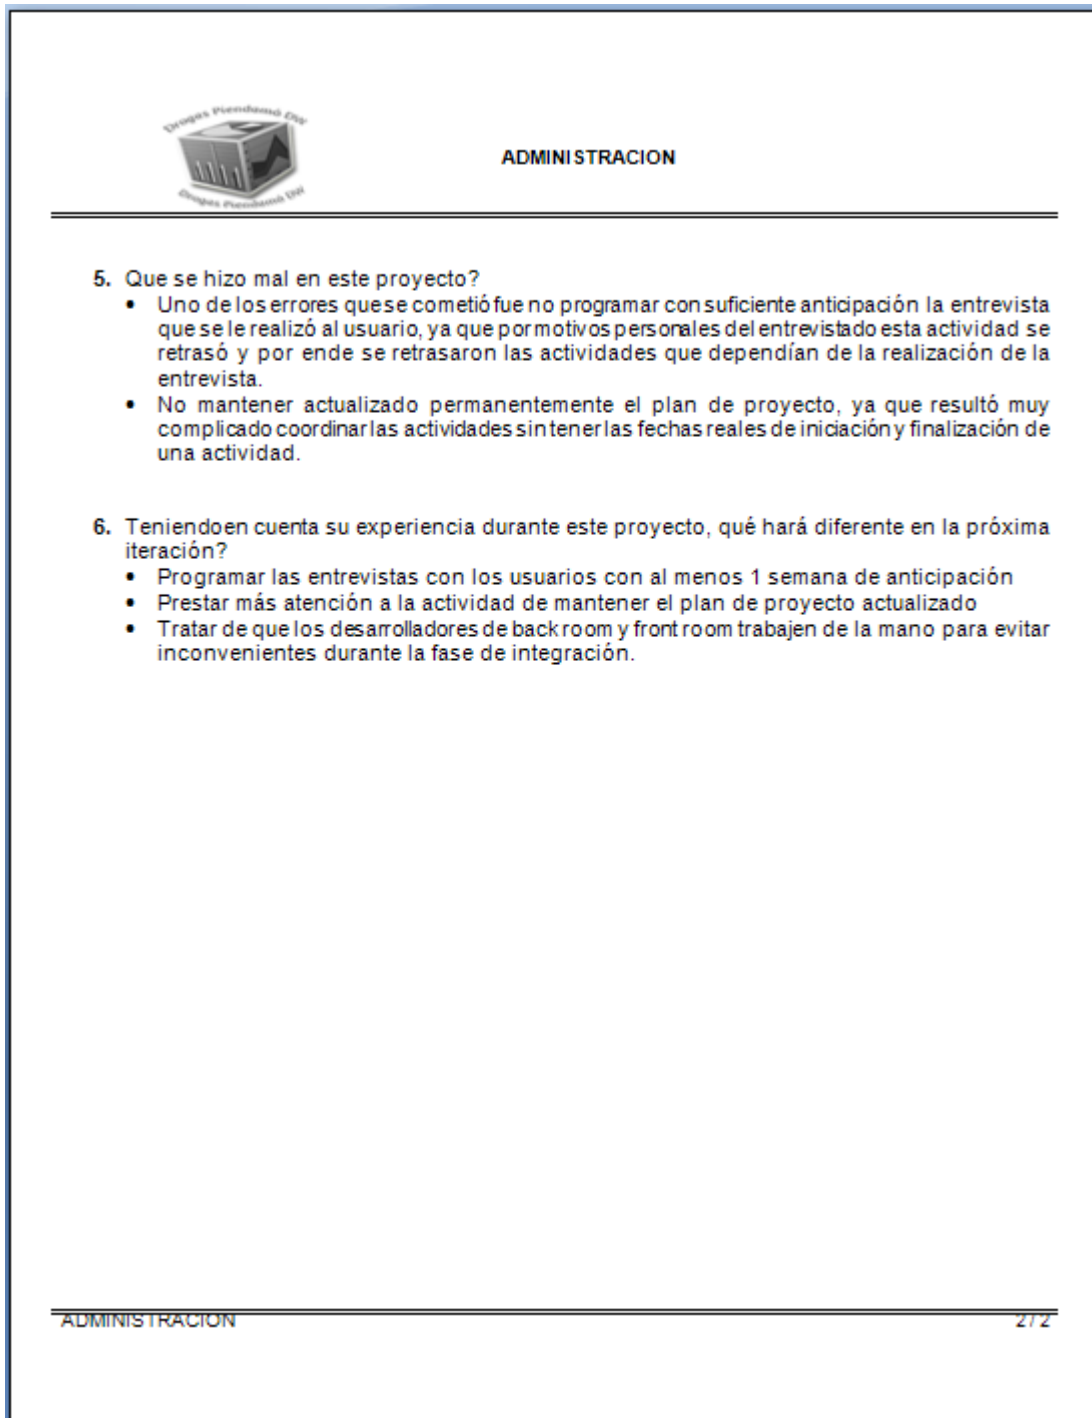 Drogas Piendamó DW
ADMINISTRACION
Drogas Piendamó DW
5. Que se hizo mal en este proyecto?
• Uno de los errores que se cometió fue no programar con suficiente anticipación la entrevista
que se le realizó al usuario, ya que por motivos personales del entrevistado esta actividad se
retrasó y por ende se retrasaron las actividades que dependían de la realización de la
entrevista.
• No mantener actualizado permanentemente el plan de proyecto, ya que resultó muy
complicado coordinar las actividades sin tener las fechas reales de iniciación y finalización de
una actividad.
6. Teniendo en cuenta su experiencia durante este proyecto, qué hará diferente en la próxima
iteración?
• Programar las entrevistas con los usuarios con al menos 1 semana de anticipación
• Prestar más atención a la actividad de mantener el plan de proyecto actualizado
• Tratar de que los desarrolladores de back room y front room trabajen de la mano para evitar
inconvenientes durante la fase de integración.
ADMINISTRACION 2 / 2